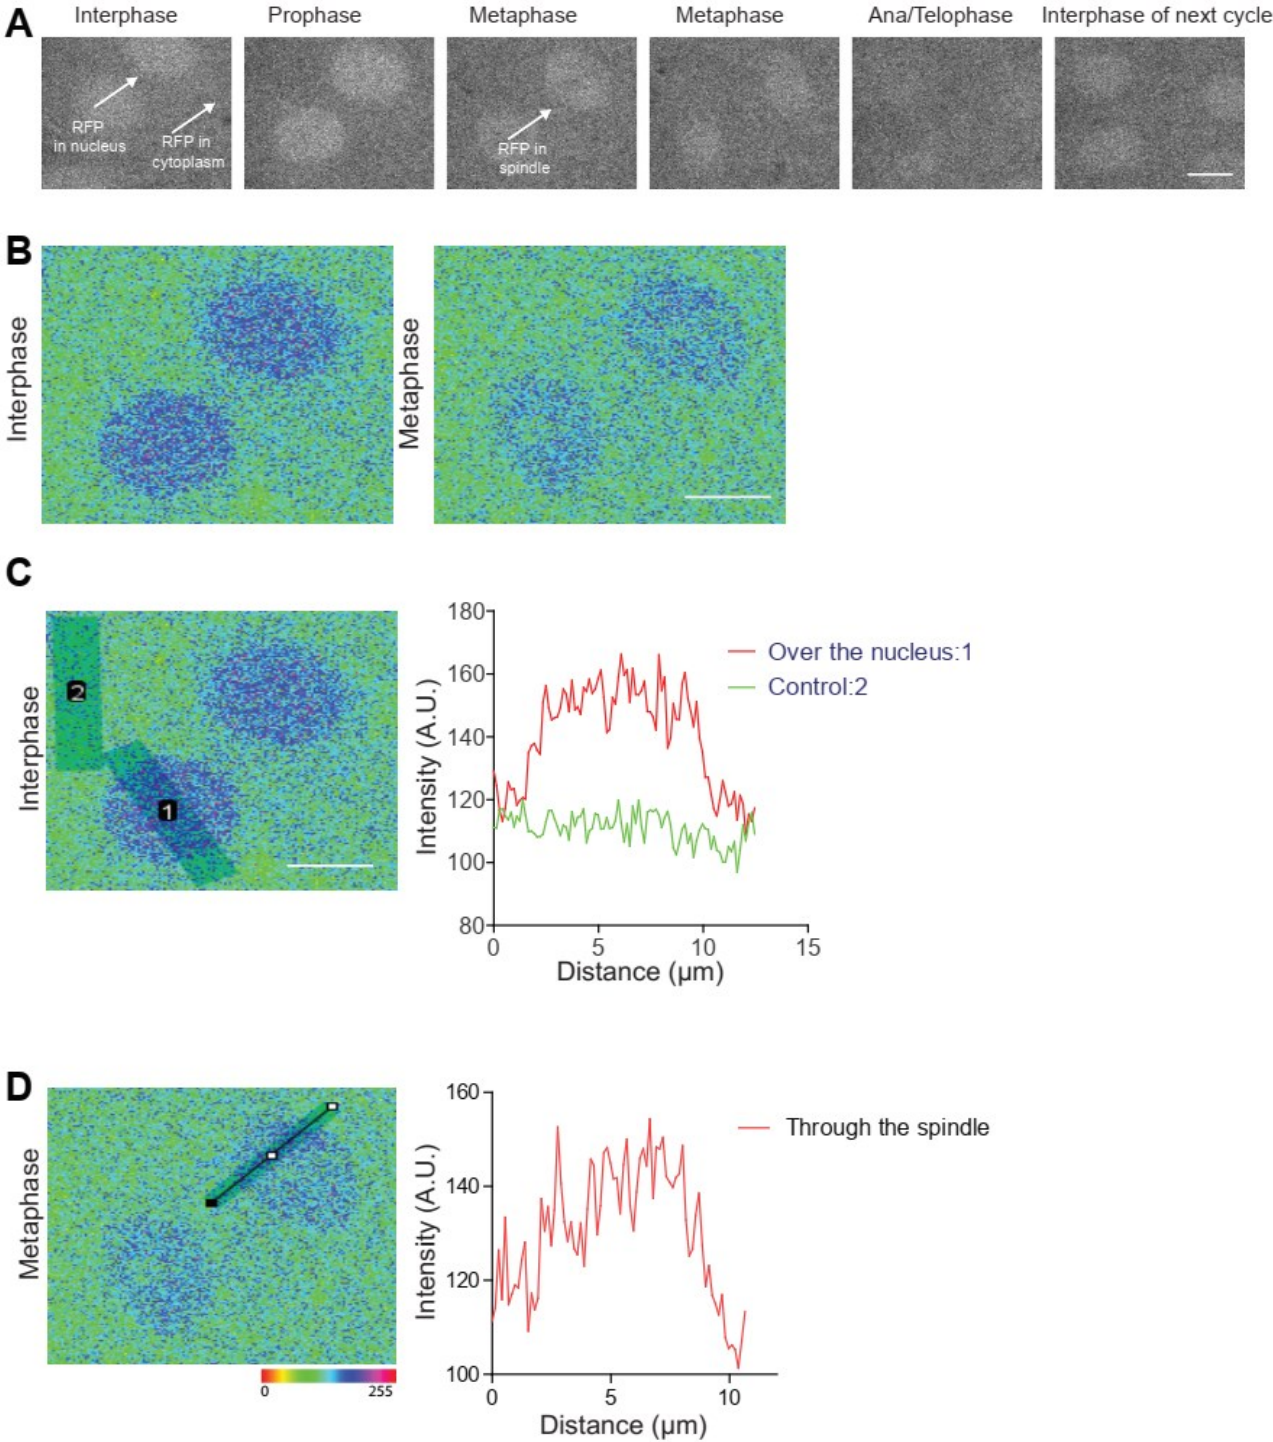 A
Interphase
Prophase
Metaphase
Metaphase
Ana/Telophase
Interphase of next cycle
RFP
in nucleus
RFP in
cytoplasm
RFP in
spindle
B
Interphase
Metaphase
C
Interphase
2
1
180
160
140
120
100
80
0
5
10
15
Intensity (A.U.)
Distance (µm)
Over the nucleus:1
Control:2
D
Metaphase
0
255
160
140
120
100
0
5
10
Intensity (A.U.)
Distance (µm)
Through the spindle